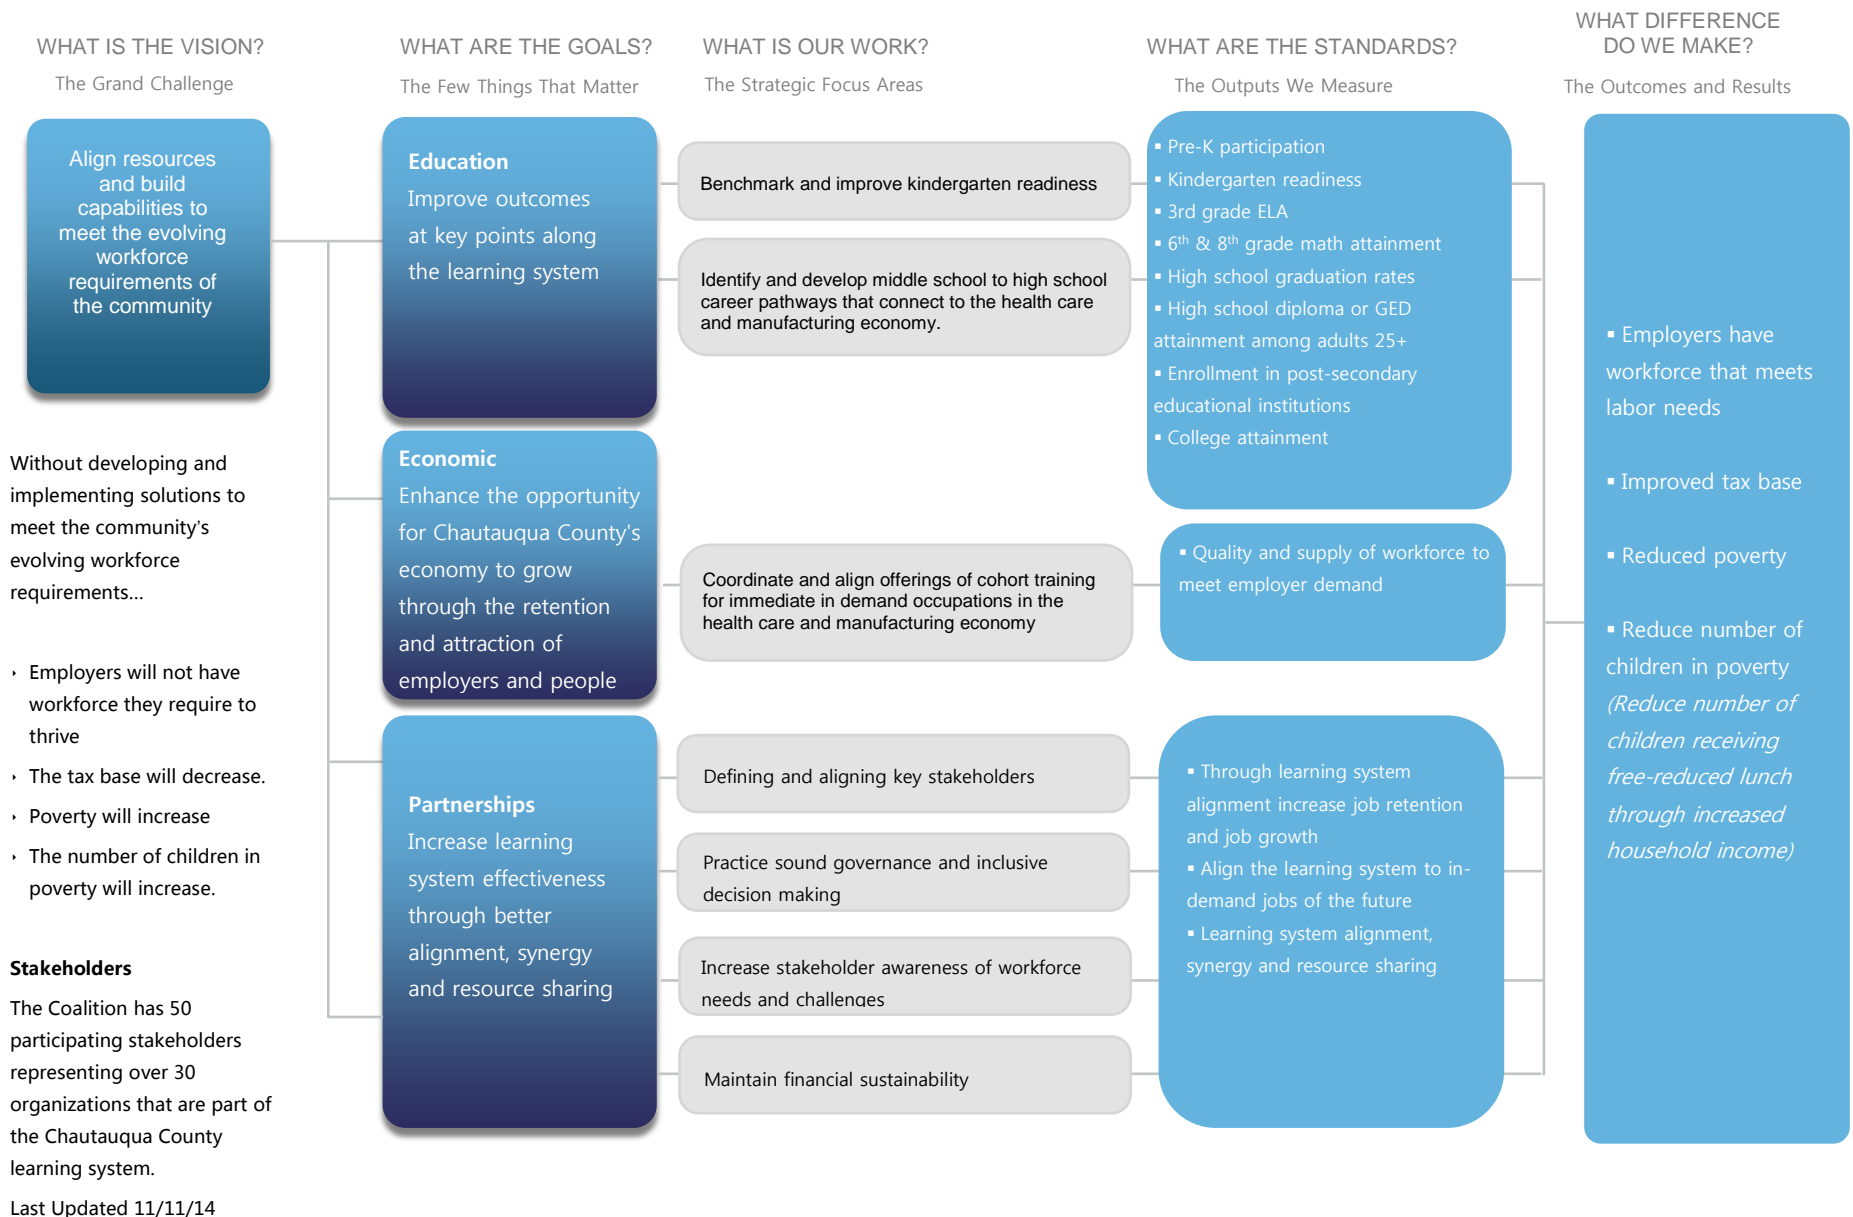 WHAT IS THE VISION?
The Grand Challenge
Align resources
and build
capabilities to
meet the evolving
workforce
requirements of
the community
Without developing and
implementing solutions to
meet the community's
evolving workforce
requirements...
‣ Employers will not have
workforce they require to
thrive
‣ The tax base will decrease.
‣ Poverty will increase
‣ The number of children in
poverty will increase.
Stakeholders
The Coalition has 50
participating stakeholders
representing over 30
organizations that are part of
the Chautauqua County
learning system.
Last Updated 11/11/14
WHAT ARE THE GOALS?
The Few Things That Matter
Education
Improve outcomes
at key points along
the learning system
Economic
Enhance the opportunity
for Chautauqua County's
economy to grow
through the retention
and attraction of
employers and people
Partnerships
Increase learning
system effectiveness
through better
alignment, synergy
and resource sharing
WHAT IS OUR WORK?
The Strategic Focus Areas
Benchmark and improve kindergarten readiness
Identify and develop middle school to high school
career pathways that connect to the health care
and manufacturing economy.
Coordinate and align offerings of cohort training
for immediate in demand occupations in the
health care and manufacturing economy
Defining and aligning key stakeholders
Practice sound governance and inclusive
decision making
Increase stakeholder awareness of workforce
needs and challenges
Maintain financial sustainability
WHAT ARE THE STANDARDS?
The Outputs We Measure
▪ Pre-K participation
▪ Kindergarten readiness
▪ 3rd grade ELA
▪ 6th & 8th grade math attainment
▪ High school graduation rates
▪ High school diploma or GED
attainment among adults 25+
▪ Enrollment in post-secondary
educational institutions
▪ College attainment
▪ Quality and supply of workforce to
meet employer demand
▪ Through learning system
alignment increase job retention
and job growth
▪ Align the learning system to in-
demand jobs of the future
▪ Learning system alignment,
synergy and resource sharing
WHAT DIFFERENCE
DO WE MAKE?
The Outcomes and Results
▪ Employers have
workforce that meets
labor needs
▪ Improved tax base
▪ Reduced poverty
▪ Reduce number of
children in poverty
(Reduce number of
children receiving
free-reduced lunch
through increased
household income)